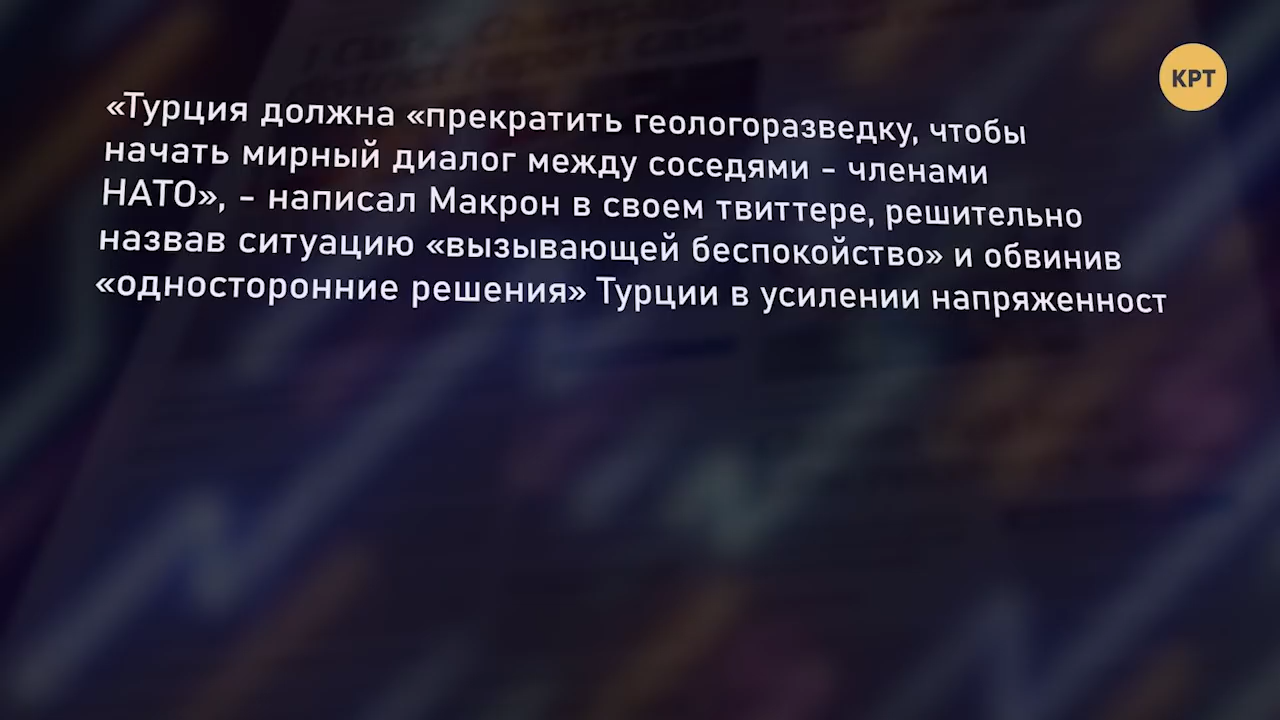 КРТ
«Турция должна «прекратить геологоразведку, чтобы
начать мирный диалог между соседями - членами
НАТО», - написал Макрон в своем твиттере, решительно
назвав ситуацию «вызывающей беспокойство» и обвинив
«односторонние решения» Турции в усилении напряженност